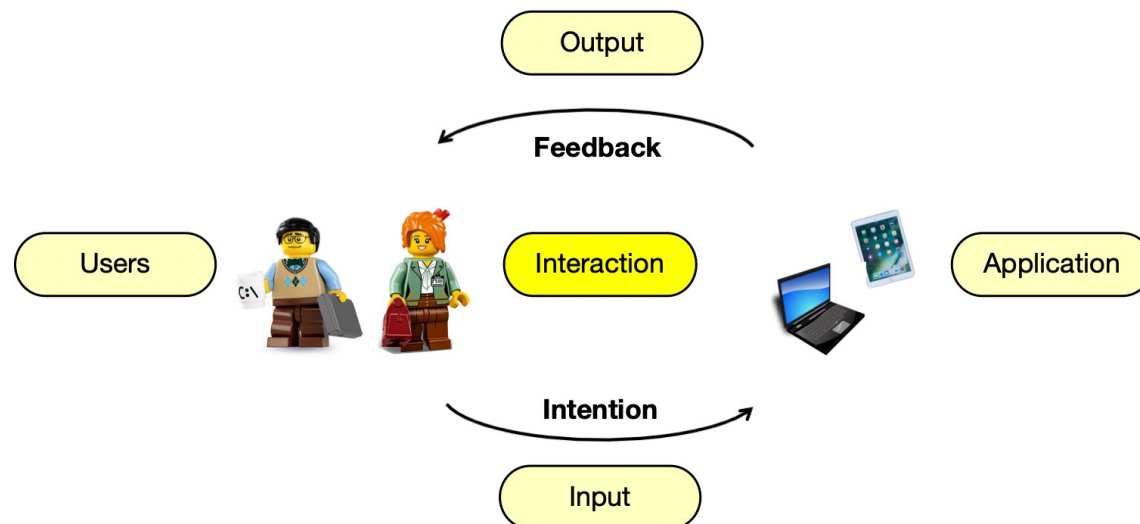 Output
Feedback
Users
C:\
Interaction
Application
Intention
Input